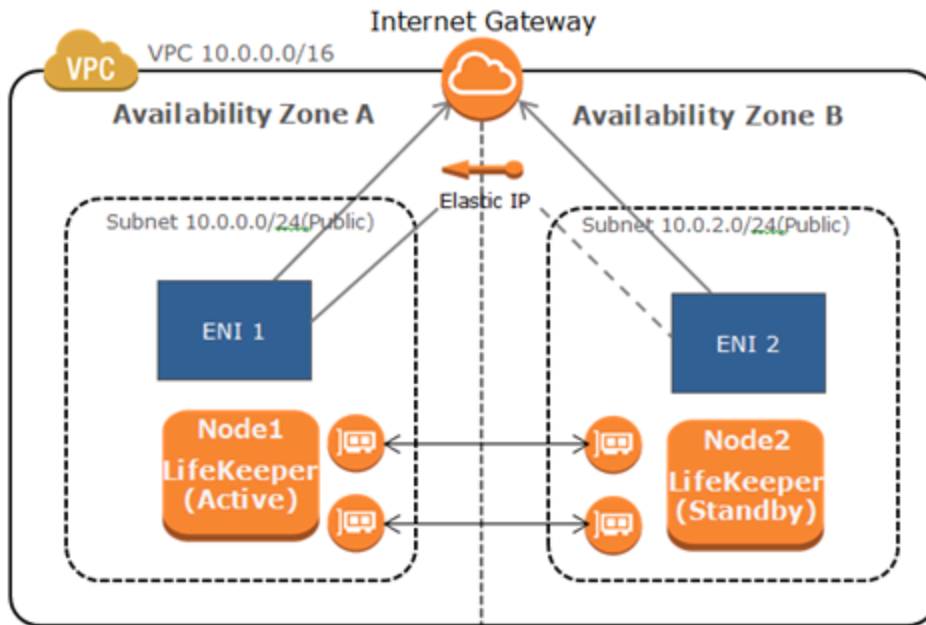 Internet Gateway
VPC
VPC 10.0.0.0/16
Availability Zone A
Availability Zone B
Elastic IP
Subnet 10.0.0.0/24(Public)
Subnet 10.0.2.0/24(Public)
ENI 1
ENI 2
Node1
LifeKeeper
(Active)
Node2
LifeKeeper
(Standby)